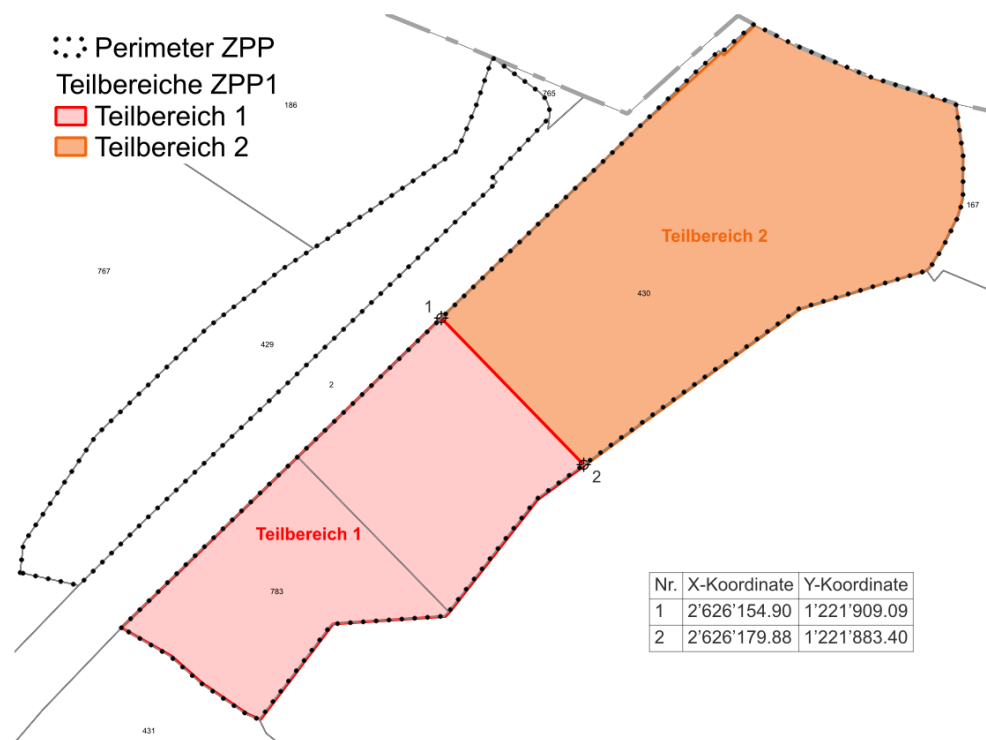 Perimeter ZPP
Teilbereiche ZPP1
Teilbereich 1
Teilbereich 2
765
186
167
Teilbereich 2
767
430
1
429
2
2
Teilbereich 1
783
431
Nr. X-Koordinate Y-Koordinate
1 2'626'154.90 1'221'909.09
2 2'626'179.88 1'221'883.40